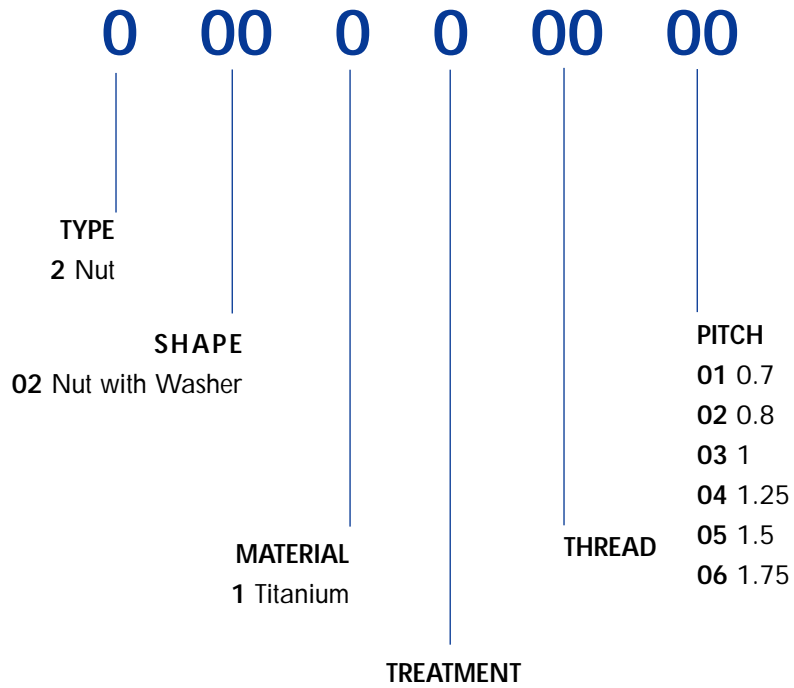 0 00 0 0 00 00
TYPE
2 Nut
SHAPE
02 Nut with Washer
MATERIAL
1 Titanium
TREATMENT
THREAD
PITCH
01 0.7
02 0.8
03 1
04 1.25
05 1.5
06 1.75